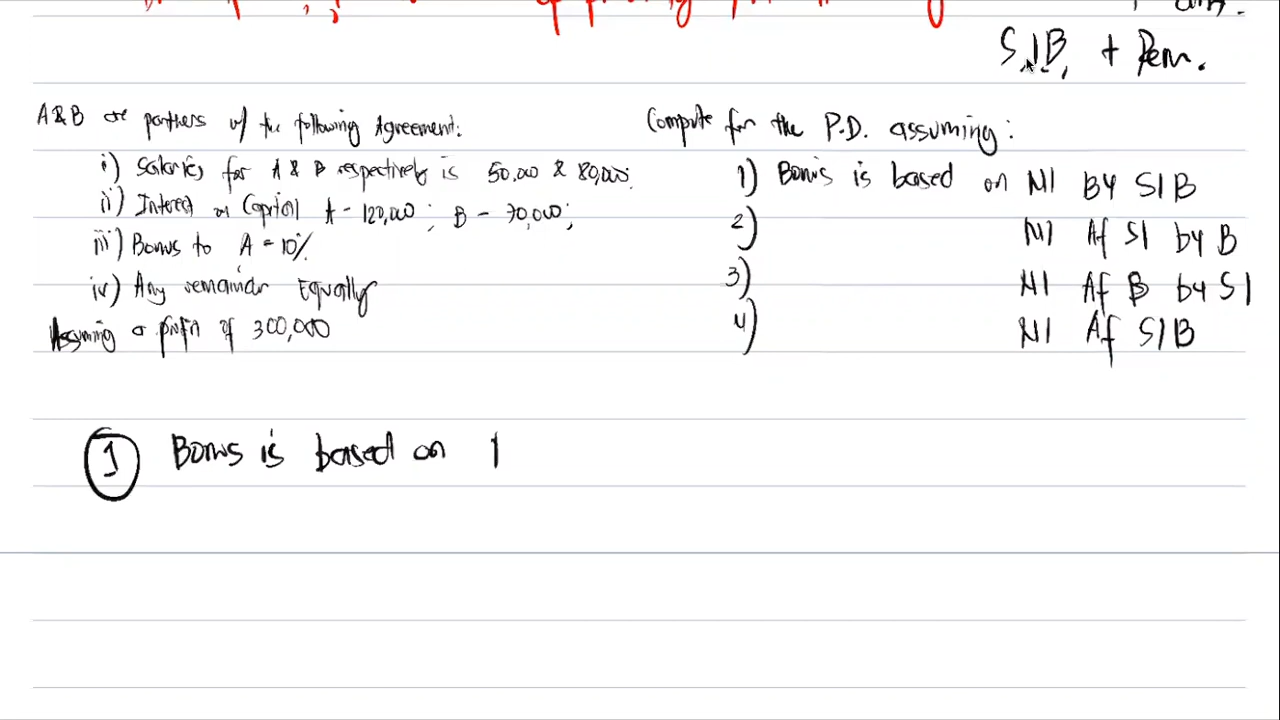 of
S I B + Rem.
A&B are partners w/ the following Agreement:
i) Salaries for A & B respectively is 50,000 & 80,000.
ii) Interest on Capital A - 120,000; B - 70,000;
iii) Bonus to A = 10%
iv) Any remainder Equally
Assuming a profit of 300,000
Compute for the P.D. assuming:
1) Bonus is based on NI BY SIB
2) NI Af SI by B
3) NI Af B by SI
4) NI Af SIB
1 Bonus is based on